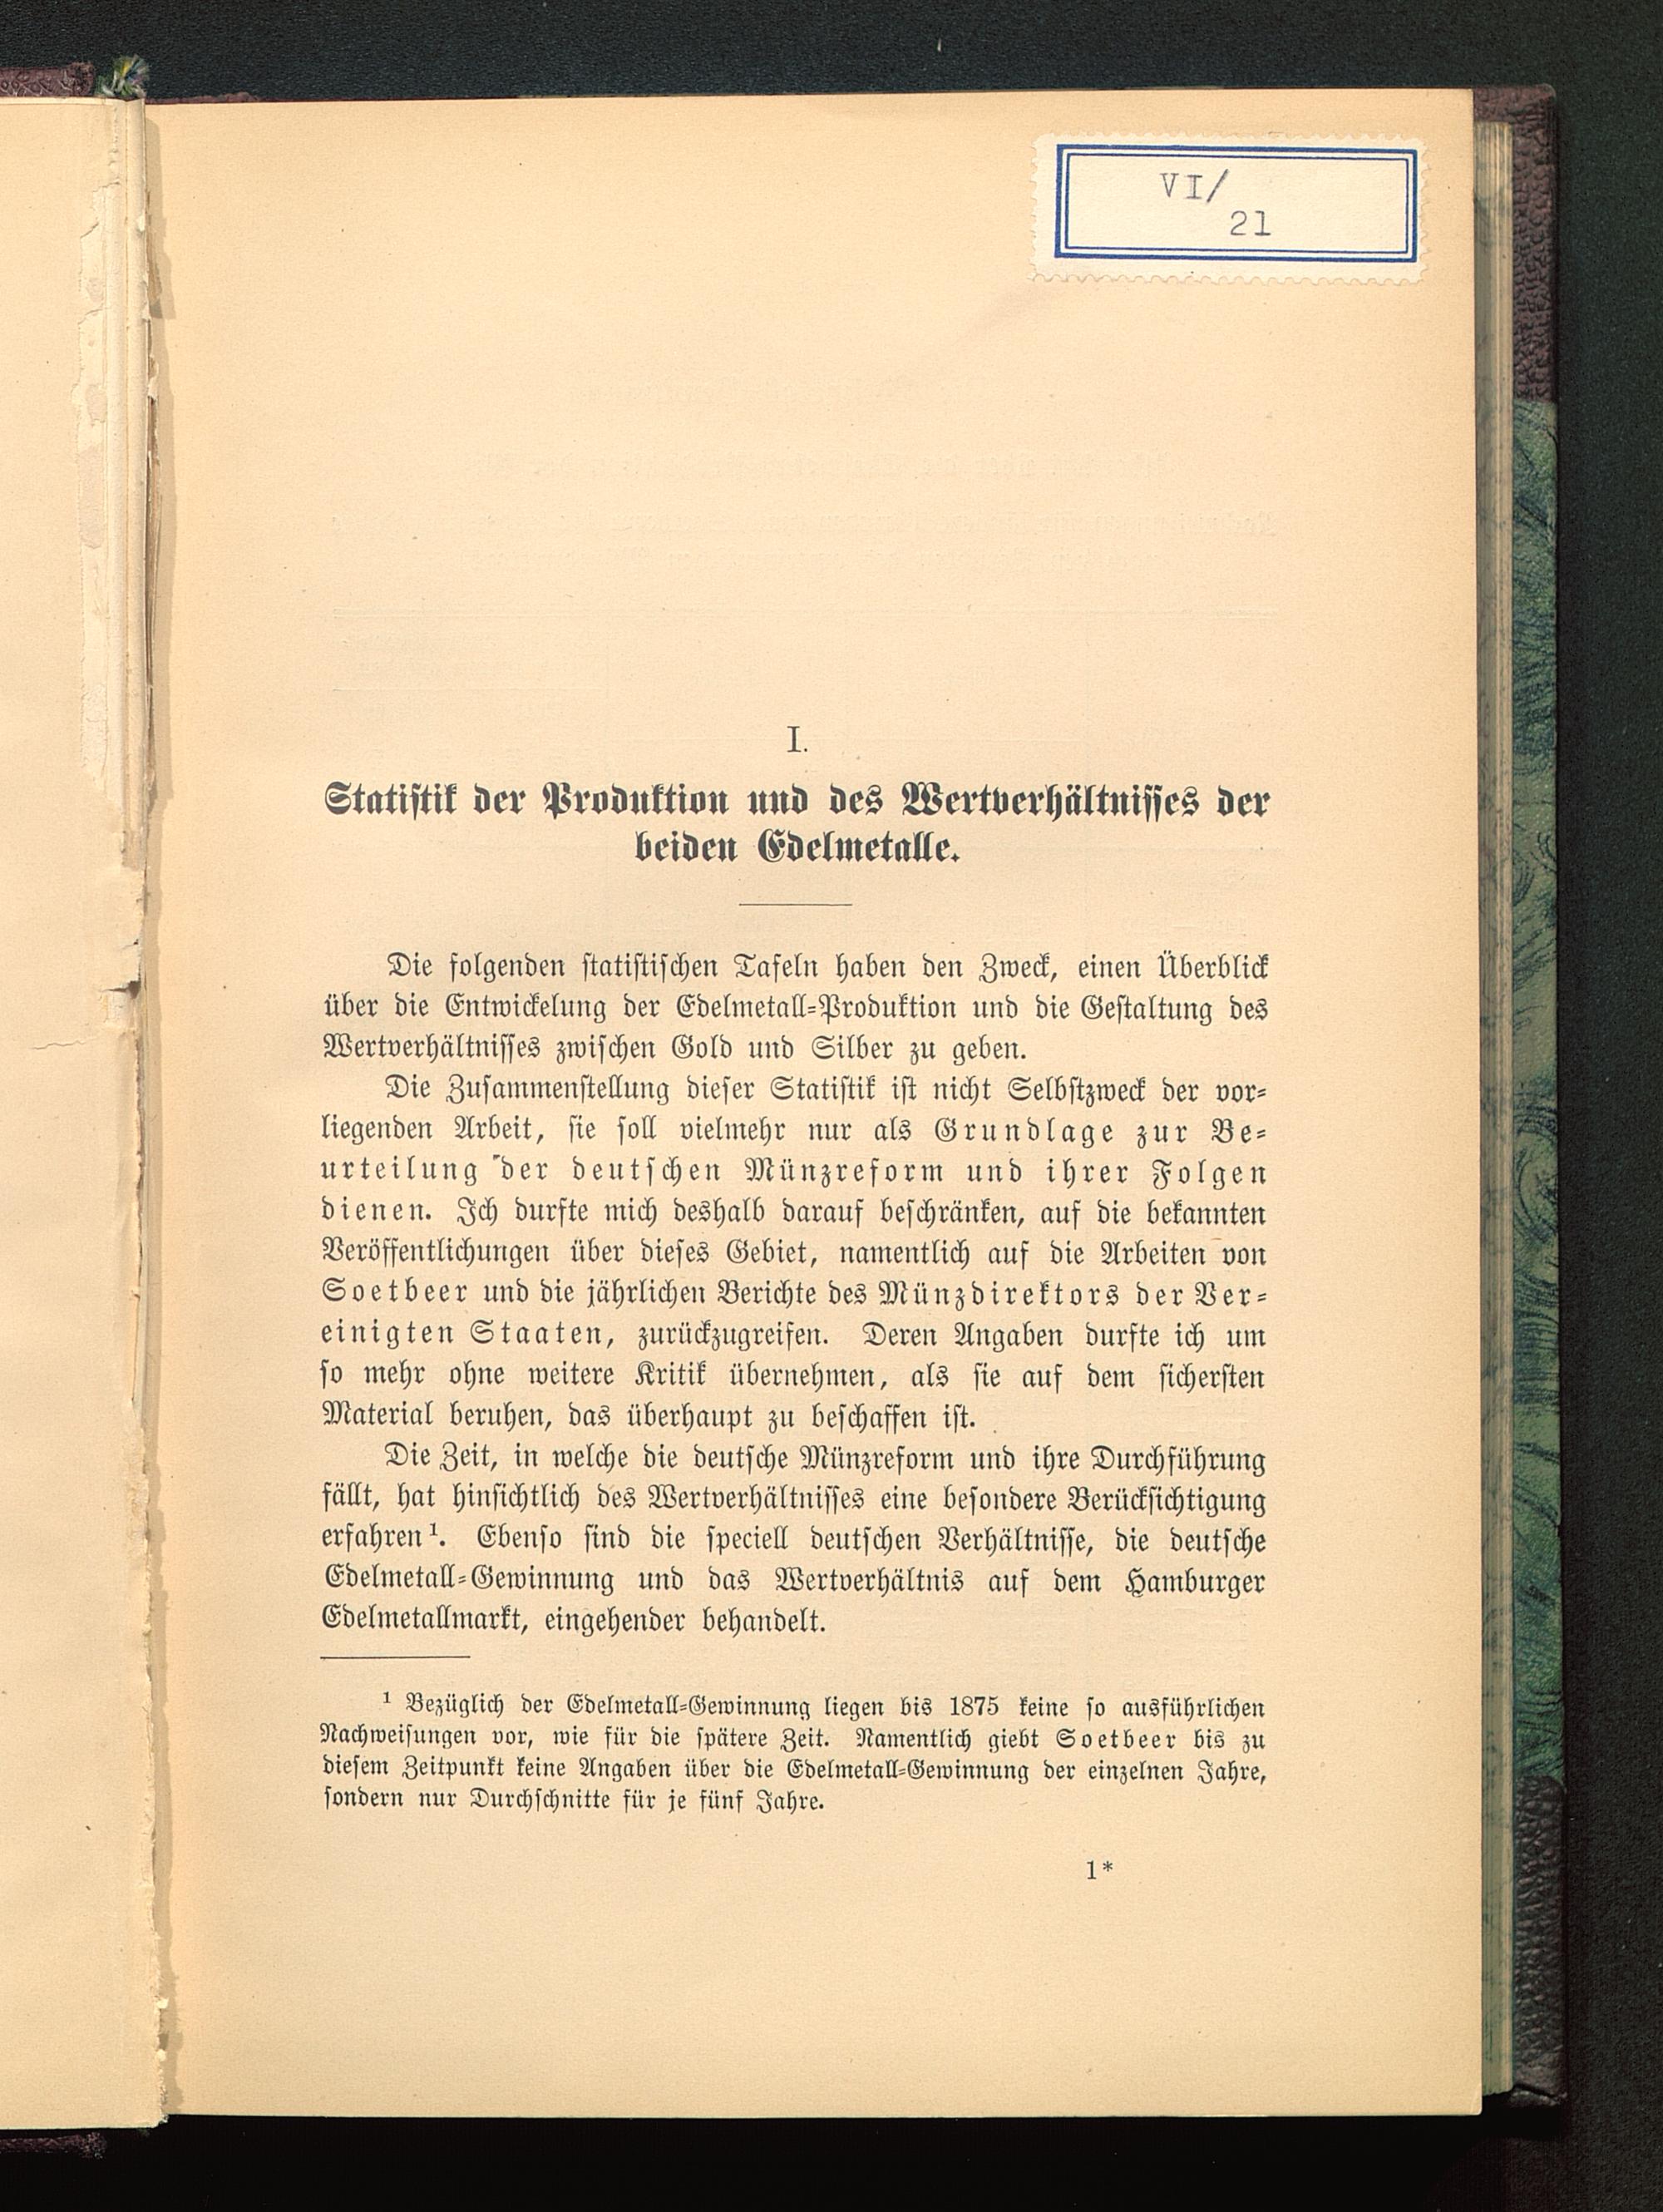 VI/
21
I.
Statistik der Produktion und des Wertverhältnisses der
beiden Edelmetalle.
Die folgenden statistischen Tafeln haben den Zweck, einen Überblick
über die Entwickelung der Edelmetall-Produktion und die Gestaltung des
Wertverhältnisses zwischen Gold und Silber zu geben.
Die Zusammenstellung dieser Statistik ist nicht Selbstzweck der vor-
liegenden Arbeit, sie soll vielmehr nur als Grundlage zur Be-
urteilung der deutschen Münzreform und ihrer Folgen
dienen. Ich durfte mich deshalb darauf beschränken, auf die bekannten
Veröffentlichungen über dieses Gebiet, namentlich auf die Arbeiten von
Soetbeer und die jährlichen Berichte des Münzdirektors der Ver-
einigten Staaten, zurückzugreifen. Deren Angaben durfte ich um
so mehr ohne weitere Kritik übernehmen, als sie auf dem sichersten
Material beruhen, das überhaupt zu beschaffen ist.
Die Zeit, in welche die deutsche Münzreform und ihre Durchführung
fällt, hat hinsichtlich des Wertverhältnisses eine besondere Berücksichtigung
erfahren¹. Ebenso sind die speciell deutschen Verhältnisse, die deutsche
Edelmetall-Gewinnung und das Wertverhältnis auf dem Hamburger
Edelmetallmarkt, eingehender behandelt.
¹ Bezüglich der Edelmetall-Gewinnung liegen bis 1875 keine so ausführlichen
Nachweisungen vor, wie für die spätere Zeit. Namentlich giebt Soetbeer bis zu
diesem Zeitpunkt keine Angaben über die Edelmetall-Gewinnung der einzelnen Jahre,
sondern nur Durchschnitte für je fünf Jahre.
1*